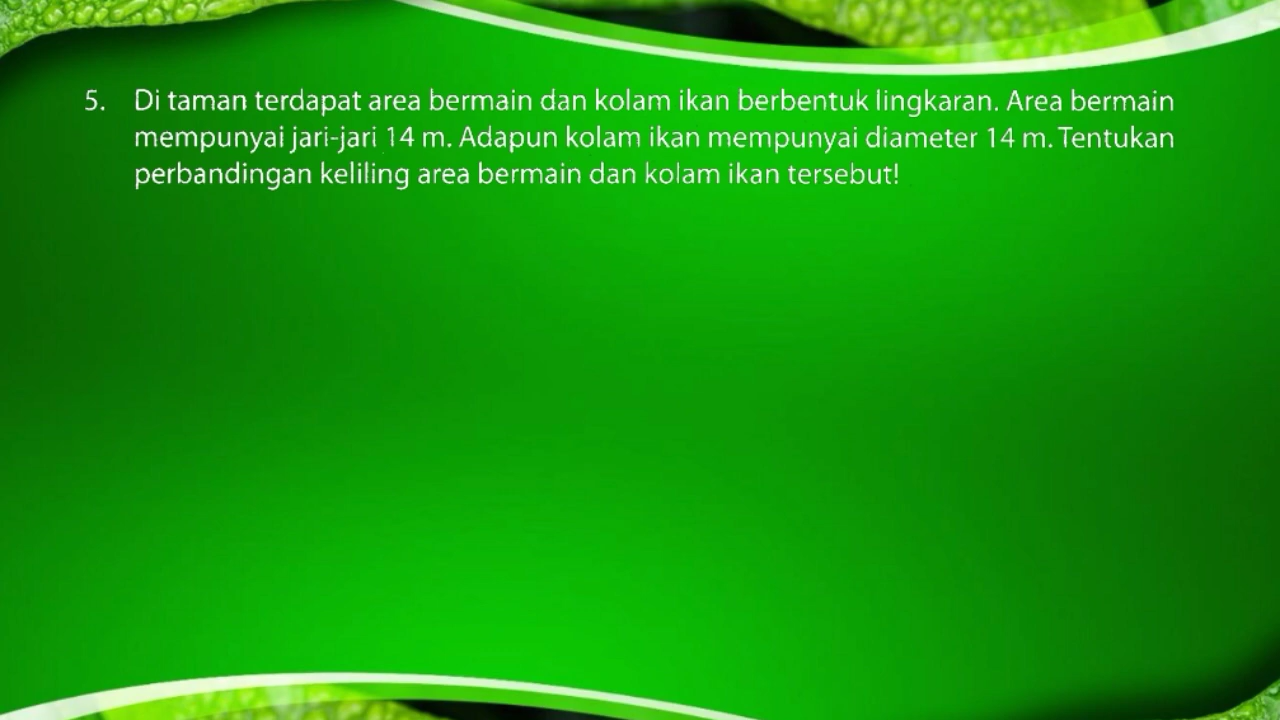 5. Di taman terdapat area bermain dan kolam ikan berbentuk lingkaran. Area bermain
mempunyai jari-jari 14 m. Adapun kolam ikan mempunyai diameter 14 m. Tentukan
perbandingan keliling area bermain dan kolam ikan tersebut!